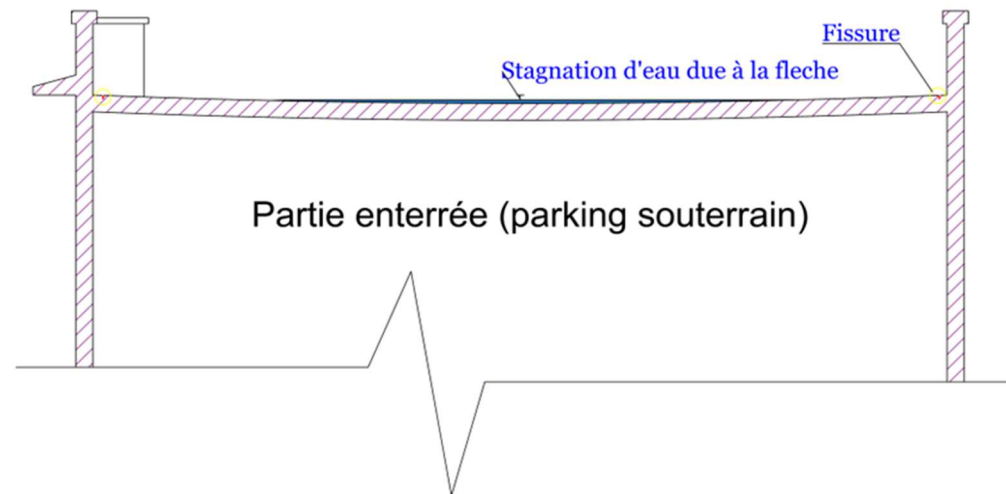 Fissure
Stagnation d'eau due à la fleche
Partie enterrée (parking souterrain)